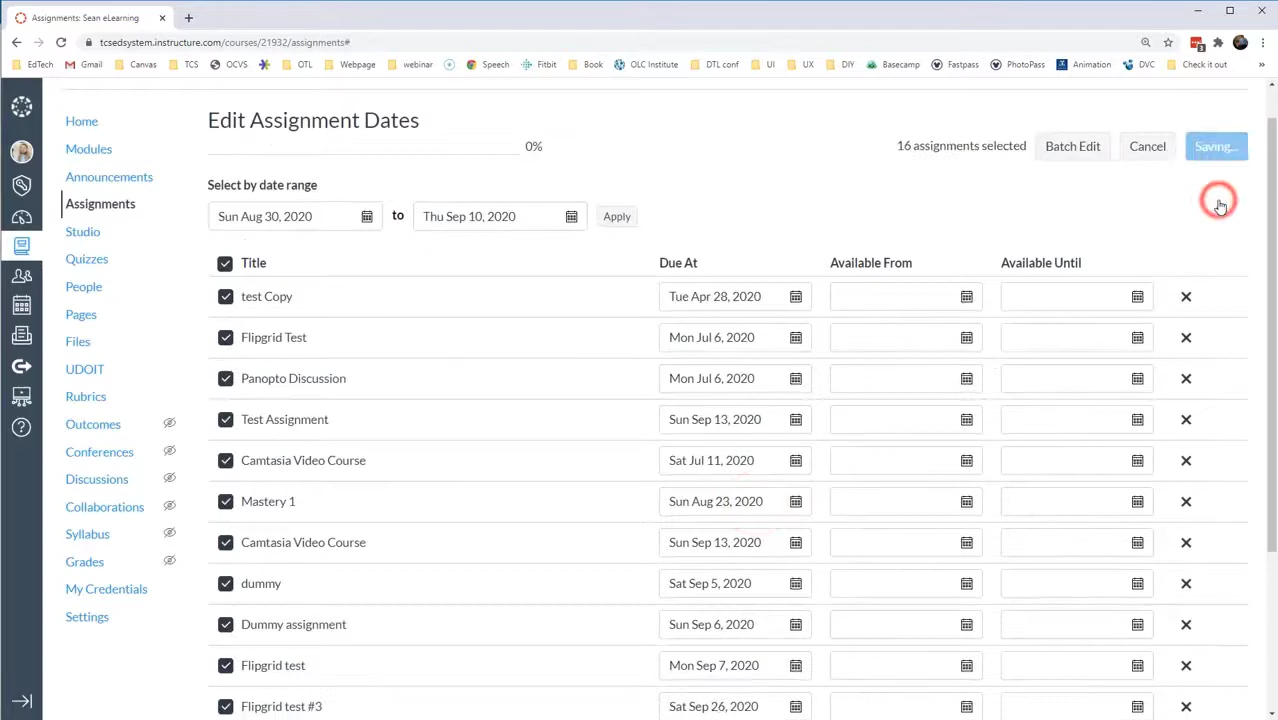 Assignments: Sean eLearning
tcsedsystem.instructure.com/courses/21932/assignments#
EdTech Gmail Canvas TCS OCVS OTL Webpage webinar Speech Fitbit Book OLC Institute DTL conf UI UX DIY Basecamp Fastpass PhotoPass Animation DVC Check it out »
Home
Modules
Announcements
Assignments
Studio
Quizzes
People
Pages
Files
UDOIT
Rubrics
Outcomes
Conferences
Discussions
Collaborations
Syllabus
Grades
My Credentials
Settings
Edit Assignment Dates
0%
16 assignments selected Batch Edit Cancel Saving...
Select by date range
Sun Aug 30, 2020 to Thu Sep 10, 2020 Apply
Title Due At Available From Available Until
test Copy Tue Apr 28, 2020
Flipgrid Test Mon Jul 6, 2020
Panopto Discussion Mon Jul 6, 2020
Test Assignment Sun Sep 13, 2020
Camtasia Video Course Sat Jul 11, 2020
Mastery 1 Sun Aug 23, 2020
Camtasia Video Course Sun Sep 13, 2020
dummy Sat Sep 5, 2020
Dummy assignment Sun Sep 6, 2020
Flipgrid test Mon Sep 7, 2020
Flipgrid test #3 Sat Sep 26, 2020